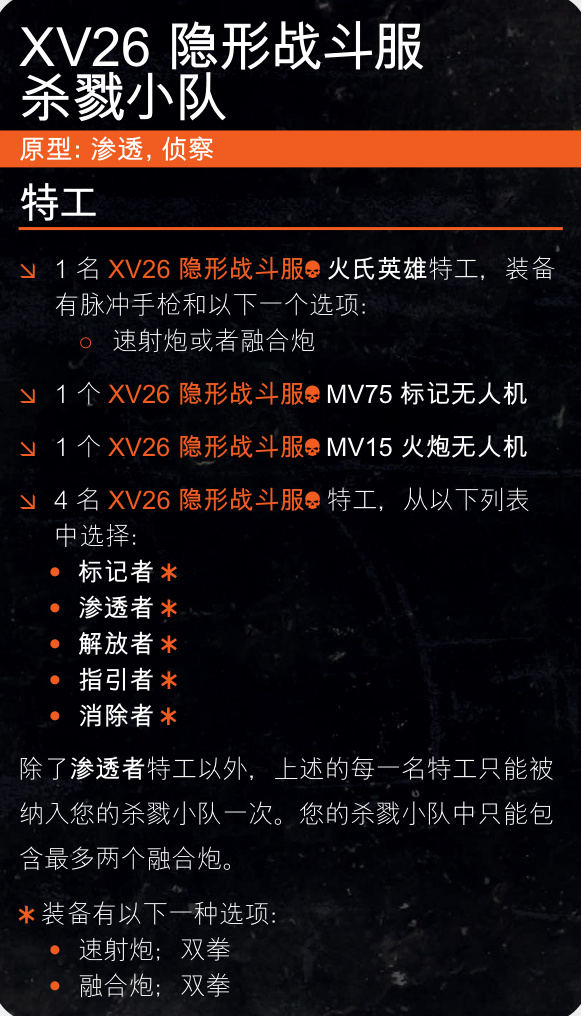 XV26 隐形战斗服
杀戮小队
原型: 渗透, 侦察
特工
1 名 XV26 隐形战斗服 火氏英雄特工，装备
有脉冲手枪和以下一个选项:
速射炮或者融合炮
1 个 XV26 隐形战斗服 MV75 标记无人机
1 个 XV26 隐形战斗服 MV15 火炮无人机
4 名 XV26 隐形战斗服 特工，从以下列表
中选择:
• 标记者*
• 渗透者*
• 解放者*
• 指引者*
• 消除者*
除了渗透者特工以外，上述的每一名特工只能被
纳入您的杀戮小队一次。您的杀戮小队中只能包
含最多两个融合炮。
*装备有以下一种选项:
• 速射炮；双拳
• 融合炮；双拳